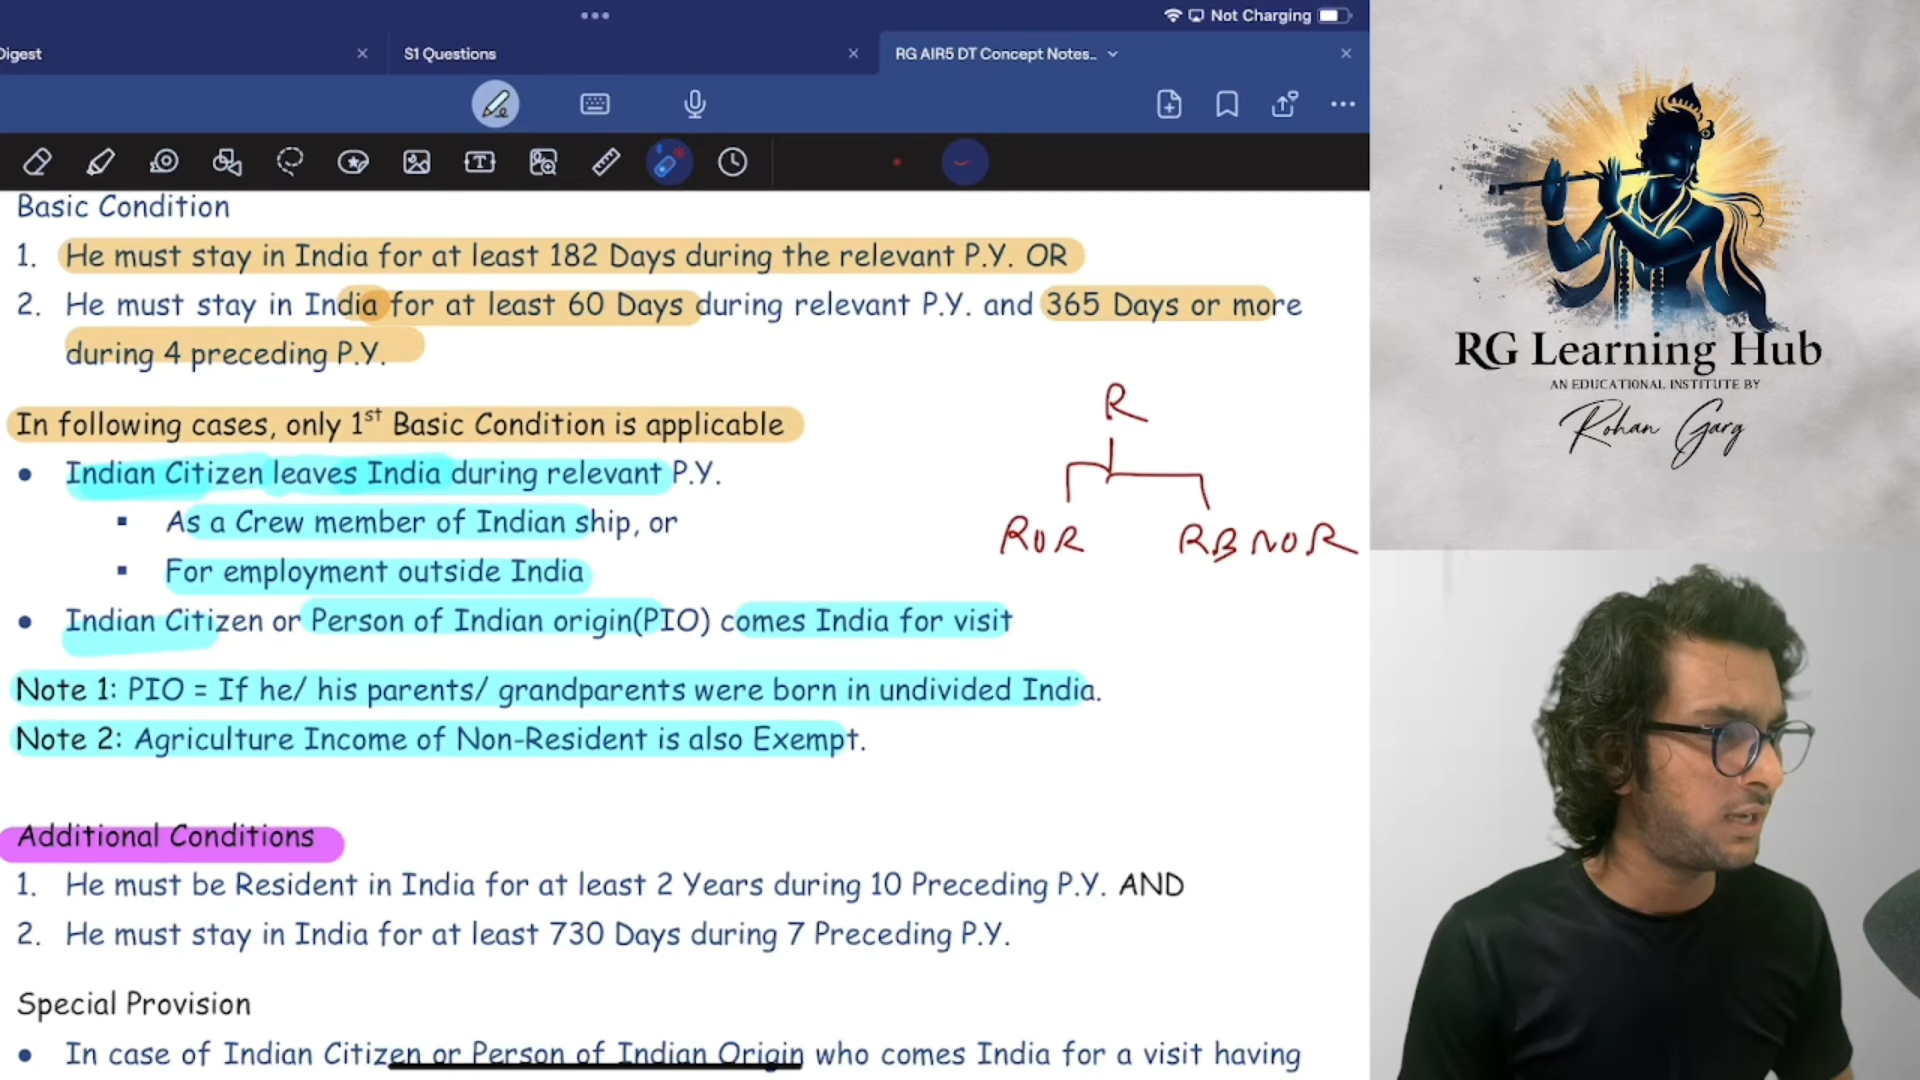 Not Charging
Digest
S1 Questions
RG AIR5 DT Concept Notes..
Basic Condition
1. He must stay in India for at least 182 Days during the relevant P.Y. OR
2. He must stay in India for at least 60 Days during relevant P.Y. and 365 Days or more
during 4 preceding P.Y.
In following cases, only 1st Basic Condition is applicable
• Indian Citizen leaves India during relevant P.Y.
▪ As a Crew member of Indian ship, or
▪ For employment outside India
• Indian Citizen or Person of Indian origin(PIO) comes India for visit
Note 1: PIO = If he/ his parents/ grandparents were born in undivided India.
Note 2: Agriculture Income of Non-Resident is also Exempt.
R
ROR RBNOR
Additional Conditions
1. He must be Resident in India for at least 2 Years during 10 Preceding P.Y. AND
2. He must stay in India for at least 730 Days during 7 Preceding P.Y.
Special Provision
• In case of Indian Citizen or Person of Indian Origin who comes India for a visit having
RG Learning Hub
AN EDUCATIONAL INSTITUTE BY
Rohan Garg